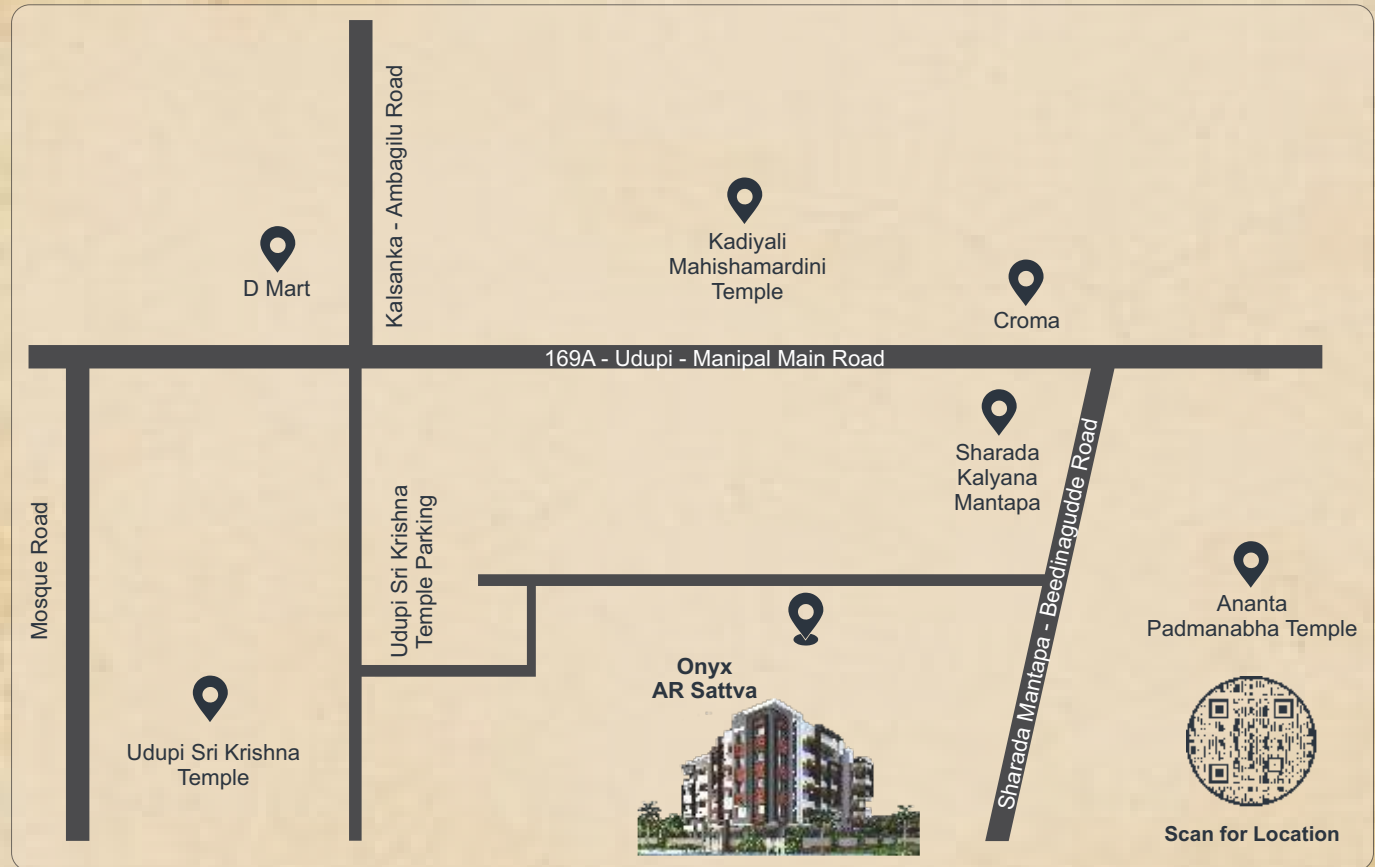 Kalsanka - Ambagilu Road
D Mart
Kadiyali
Mahishamardini
Temple
Croma
169A - Udupi - Manipal Main Road
Mosque Road
Udupi Sri Krishna
Temple Parking
Sharada
Kalyana
Mantapa
Sharada Mantapa - Beedinagudde Road
Ananta
Padmanabha Temple
Onyx
AR Sattva
Udupi Sri Krishna
Temple
Scan for Location